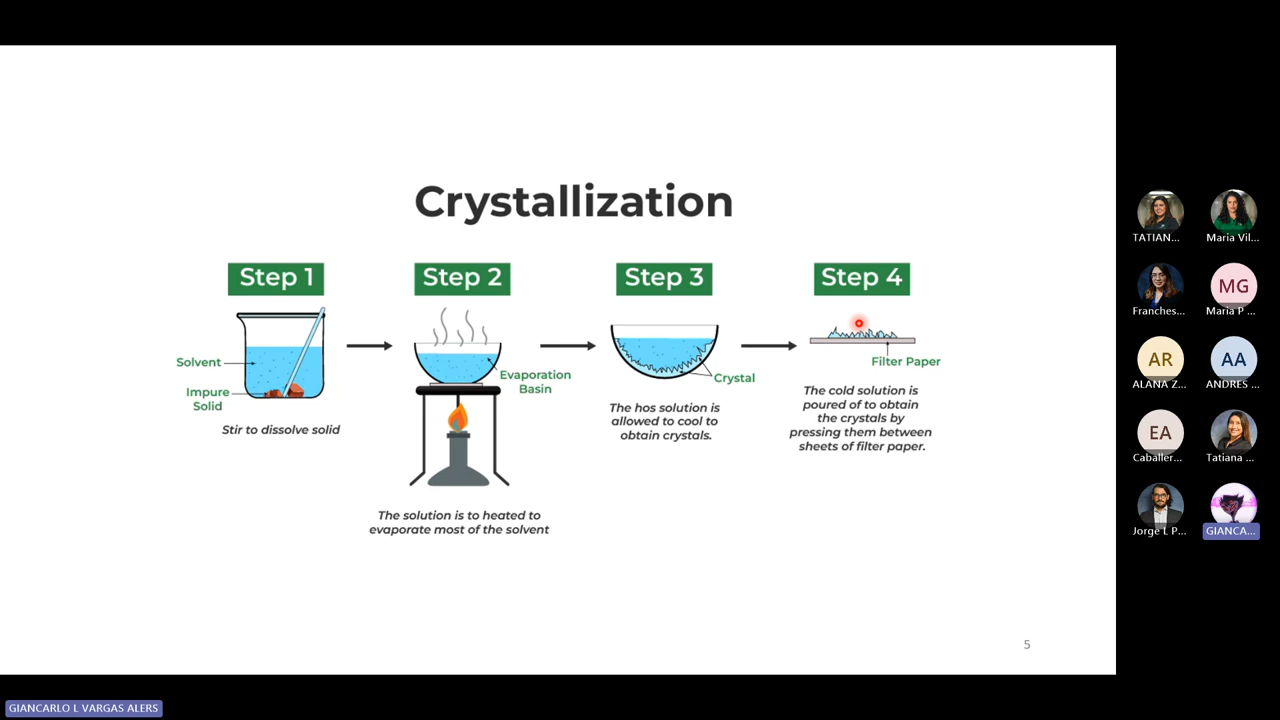 Crystallization
Step 1
Step 2
Step 3
Step 4
Solvent
Impure
Solid
Stir to dissolve solid
Evaporation
Basin
The solution is to heated to
evaporate most of the solvent
Crystal
The hos solution is
allowed to cool to
obtain crystals.
Filter Paper
The cold solution is
poured of to obtain
the crystals by
pressing them between
sheets of filter paper.
5
TATIAN...
Maria Vil...
Franches...
MG
Maria P ...
AR
ALANA Z...
AA
ANDRES ...
EA
Caballer...
Tatiana ...
Jorge L P...
GIANCA...
GIANCARLO L VARGAS ALERS